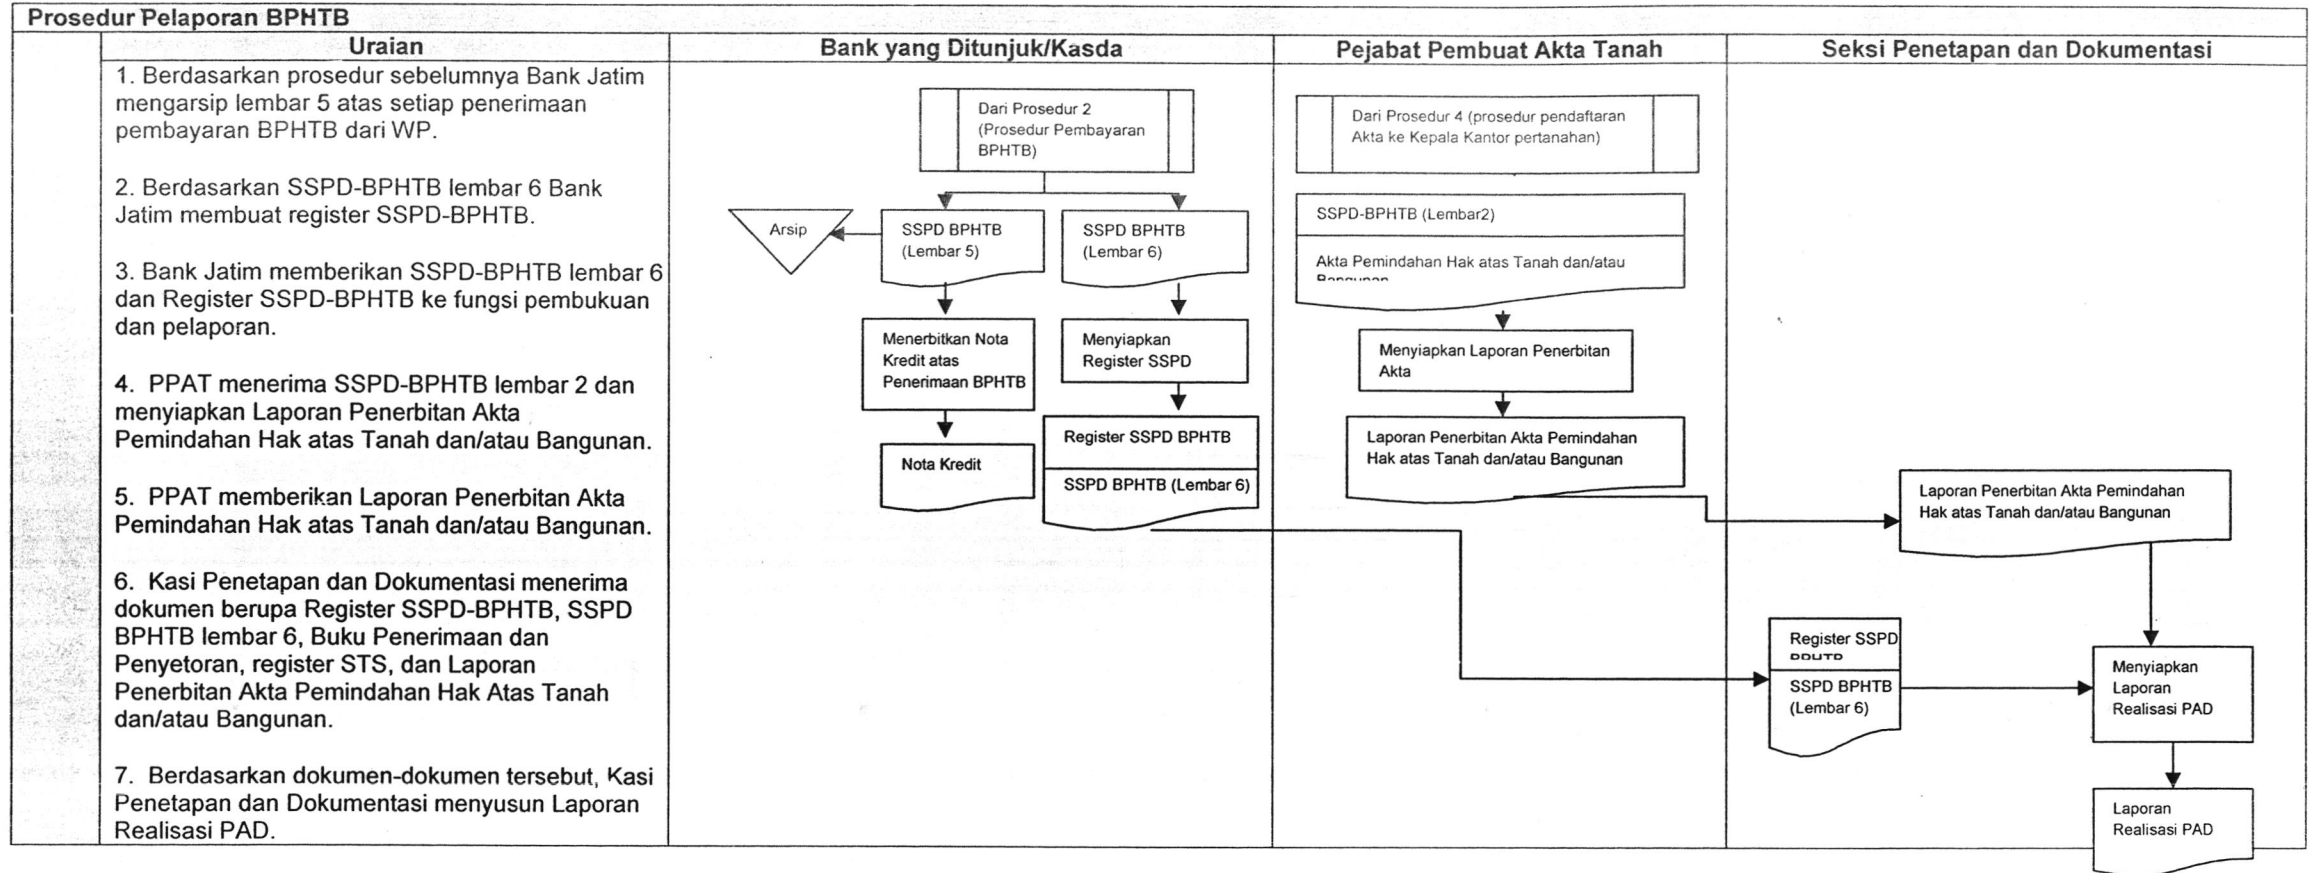 Prosedur Pelaporan BPHTB
Uraian
1. Berdasarkan prosedur sebelumnya Bank Jatim
mengarsip lembar 5 atas setiap penerimaan
pembayaran BPHTB dari WP.
2. Berdasarkan SSPD-BPHTB lembar 6 Bank
Jatim membuat register SSPD-BPHTB.
3. Bank Jatim memberikan SSPD-BPHTB lembar 6
dan Register SSPD-BPHTB ke fungsi pembukuan
dan pelaporan.
4. PPAT menerima SSPD-BPHTB lembar 2 dan
menyiapkan Laporan Penerbitan Akta
Pemindahan Hak atas Tanah dan/atau Bangunan.
5. PPAT memberikan Laporan Penerbitan Akta
Pemindahan Hak atas Tanah dan/atau Bangunan.
6. Kasi Penetapan dan Dokumentasi menerima
dokumen berupa Register SSPD-BPHTB, SSPD
BPHTB lembar 6, Buku Penerimaan dan
Penyetoran, register STS, dan Laporan
Penerbitan Akta Pemindahan Hak Atas Tanah
dan/atau Bangunan.
7. Berdasarkan dokumen-dokumen tersebut, Kasi
Penetapan dan Dokumentasi menyusun Laporan
Realisasi PAD.
Bank yang Ditunjuk/Kasda
Dari Prosedur 2
(Prosedur Pembayaran
BPHTB)
Arsip
SSPD BPHTB
(Lembar 5)
SSPD BPHTB
(Lembar 6)
Menerbitkan Nota
Kredit atas
Penerimaan BPHTB
Menyiapkan
Register SSPD
Nota Kredit
Register SSPD BPHTB
SSPD BPHTB (Lembar 6)
Pejabat Pembuat Akta Tanah
Dari Prosedur 4 (prosedur pendaftaran
Akta ke Kepala Kantor pertanahan)
SSPD-BPHTB (Lembar2)
Akta Pemindahan Hak atas Tanah dan/atau
Bangunan
Menyiapkan Laporan Penerbitan
Akta
Laporan Penerbitan Akta Pemindahan
Hak atas Tanah dan/atau Bangunan
Seksi Penetapan dan Dokumentasi
Laporan Penerbitan Akta Pemindahan
Hak atas Tanah dan/atau Bangunan
Register SSPD
BPHTB
SSPD BPHTB
(Lembar 6)
Menyiapkan
Laporan
Realisasi PAD
Laporan
Realisasi PAD